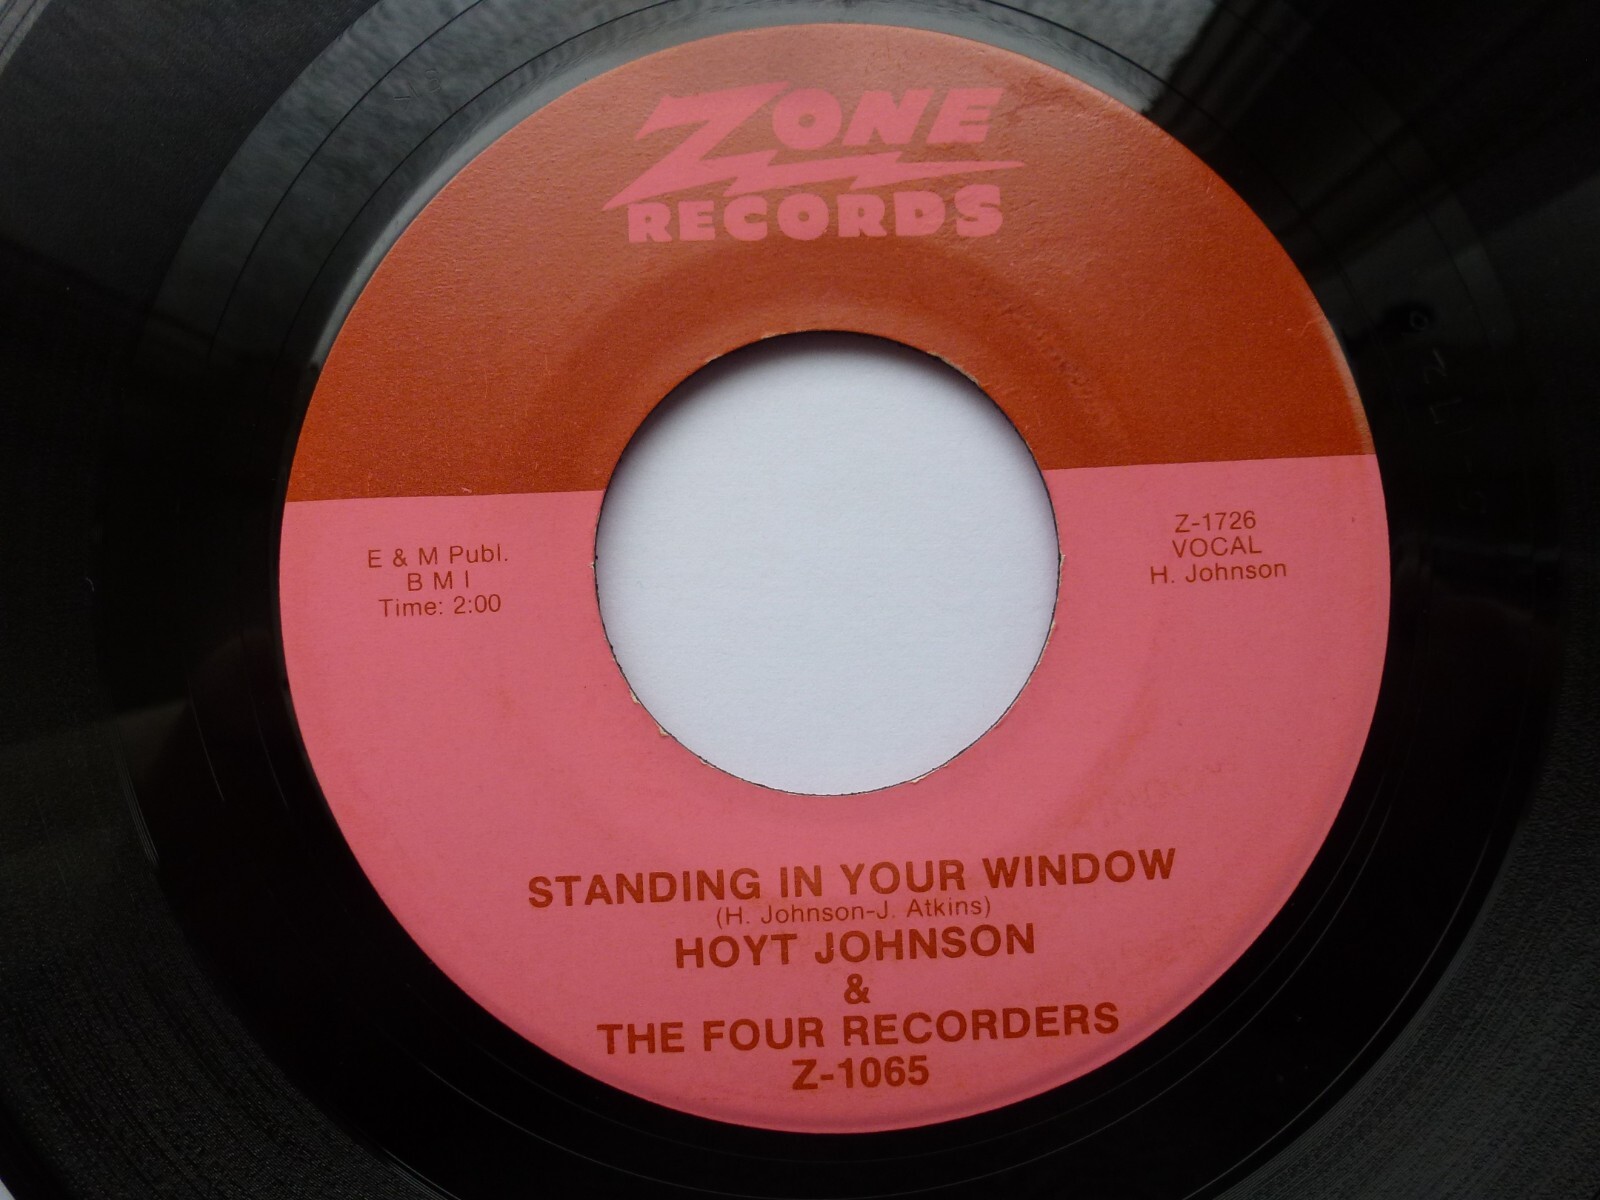 ZONE
RECORDS
E & M Publ.
B M I
Time: 2:00
Z-1726
VOCAL
H. Johnson
STANDING IN YOUR WINDOW
(H. Johnson-J. Atkins)
HOYT JOHNSON
&
THE FOUR RECORDERS
Z-1065